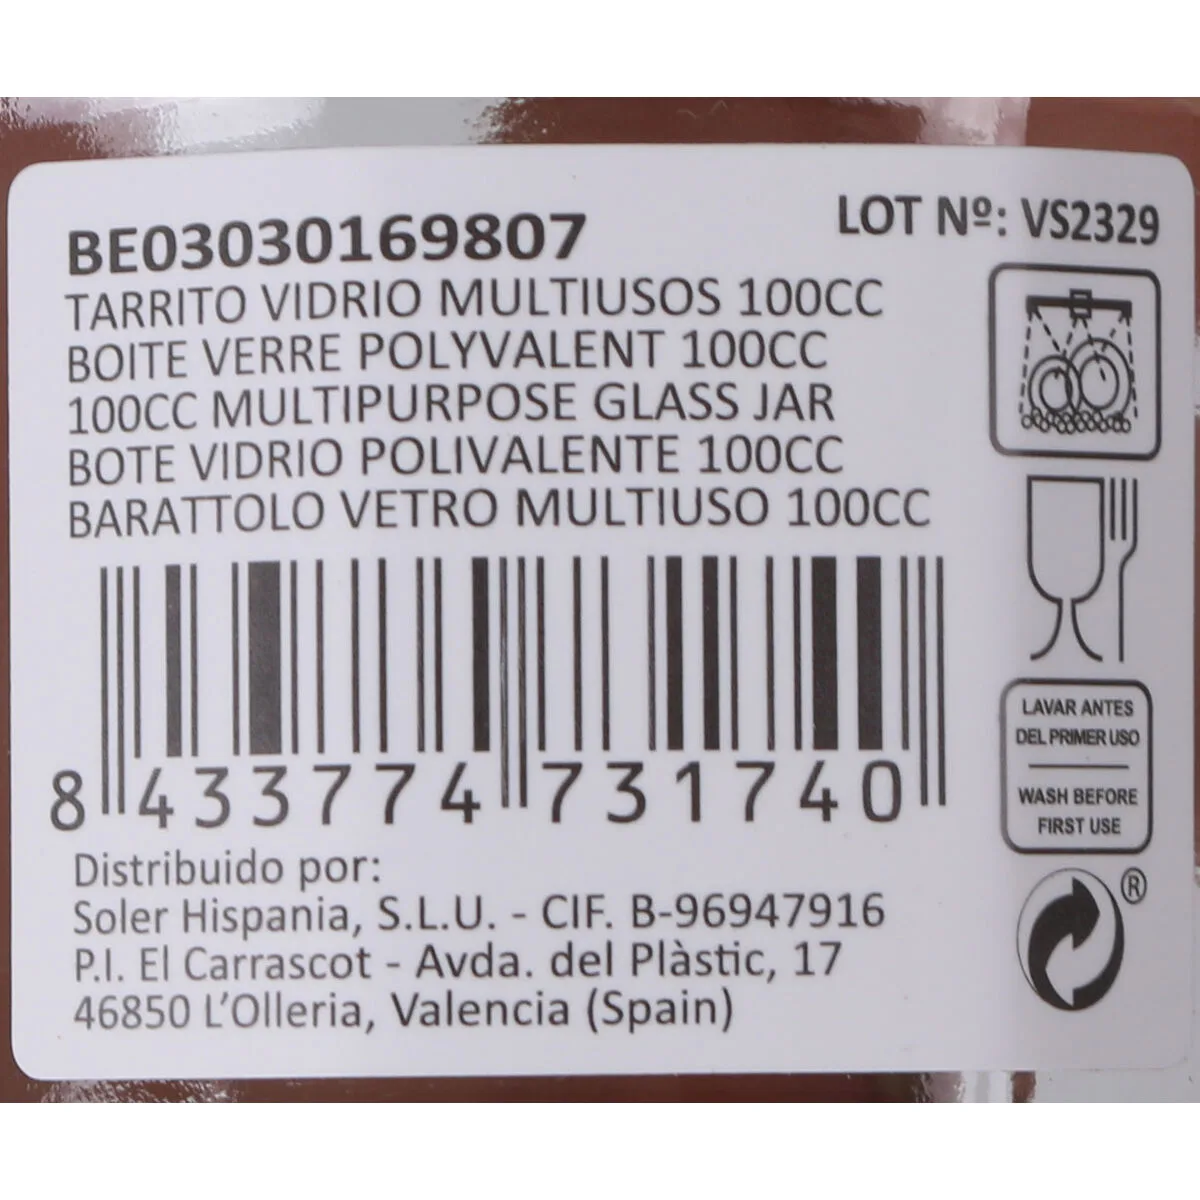 BE03030169807
LOT Nº: VS2329
TARRITO VIDRIO MULTIUSOS 100CC
BOITE VERRE POLYVALENT 100CC
100CC MULTIPURPOSE GLASS JAR
BOTE VIDRIO POLIVALENTE 100CC
BARATTOLO VETRO MULTIUSO 100CC
8 433774 731740
LAVAR ANTES
DEL PRIMER USO
WASH BEFORE
FIRST USE
®
Distribuido por:
Soler Hispania, S.L.U. - CIF. B-96947916
P.I. El Carrascot - Avda. del Plàstic, 17
46850 L'Olleria, Valencia (Spain)